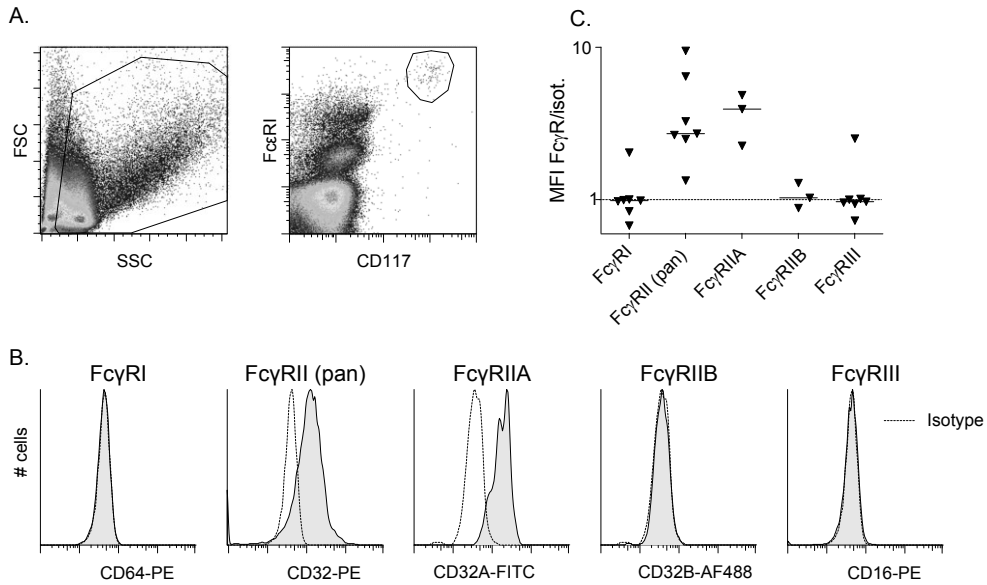 A.
FSC
SSC
FcεRI
CD117
C.
MFI FcγR/isot.
10
1
FcγRI
FcγRII (pan)
FcγRIIA
FcγRIIB
FcγRIII
B.
# cells
FcγRI
CD64-PE
FcγRII (pan)
CD32-PE
FcγRIIA
CD32A-FITC
FcγRIIB
CD32B-AF488
FcγRIII
CD16-PE
Isotype